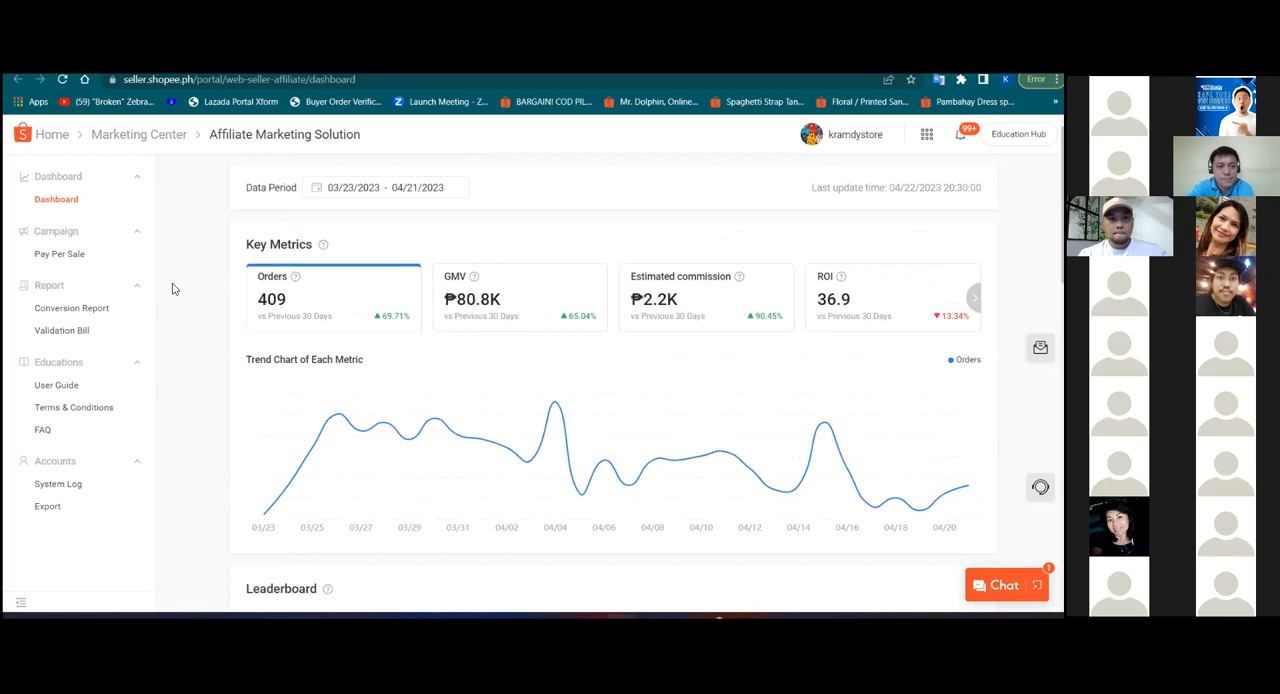 seller.shopee.ph/portal/web-seller-affiliate/dashboard
K
Error
Apps
(59) "Broken" Zebra...
Lazada Portal Xform
Buyer Order Verific...
Launch Meeting - Z...
BARGAIN! COD PIL...
Mr. Dolphin, Online...
Spaghetti Strap Tan...
Floral / Printed San...
Pambahay Dress sp...
Home > Marketing Center > Affiliate Marketing Solution
kramdystore
99+
Education Hub
Dashboard
Dashboard
Campaign
Pay Per Sale
Report
Conversion Report
Validation Bill
Educations
User Guide
Terms & Conditions
FAQ
Accounts
System Log
Export
Data Period
03/23/2023 - 04/21/2023
Last update time: 04/22/2023 20:30:00
Key Metrics
Orders
409
vs Previous 30 Days
69.71%
GMV
₱80.8K
vs Previous 30 Days
65.04%
Estimated commission
₱2.2K
vs Previous 30 Days
90.45%
ROI
36.9
vs Previous 30 Days
13.34%
Trend Chart of Each Metric
Orders
03/23 03/25 03/27 03/29 03/31 04/02 04/04 04/06 04/08 04/10 04/12 04/14 04/16 04/18 04/20
Leaderboard
Chat
1